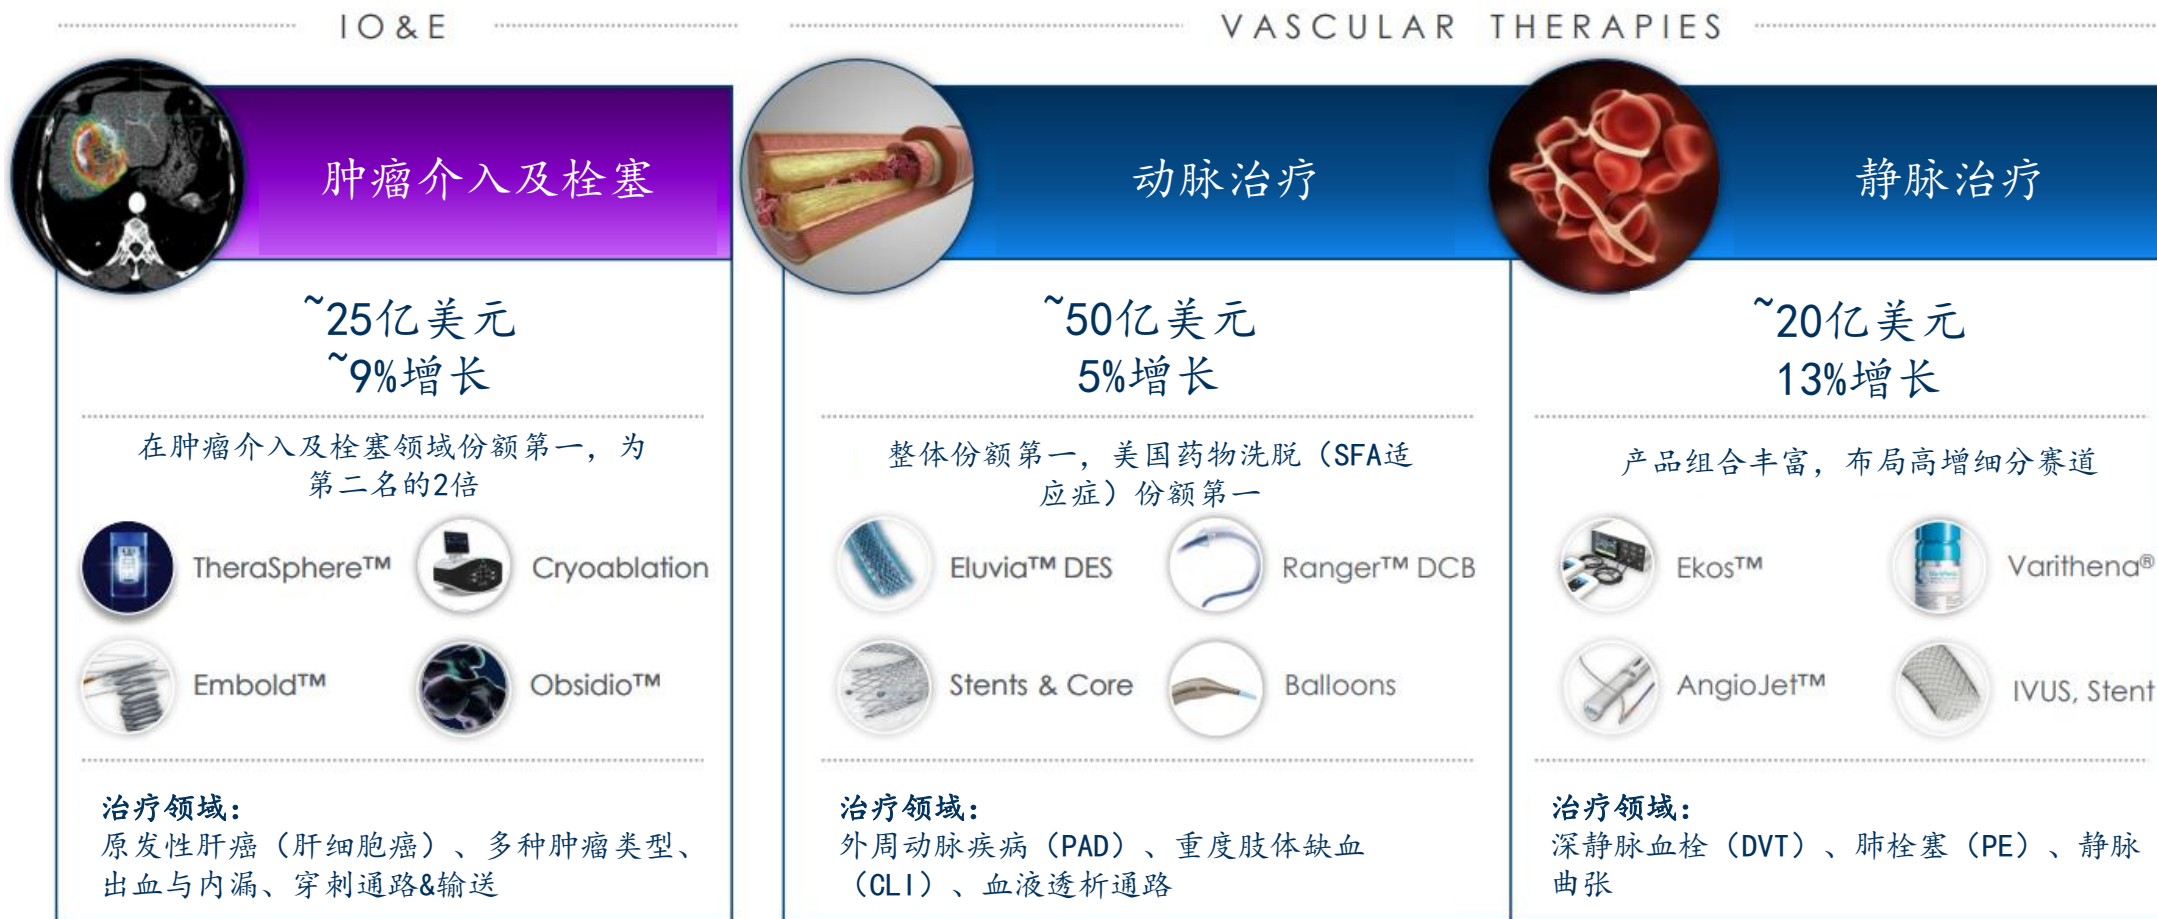 IO&E
VASCULAR THERAPIES
肿瘤介入及栓塞
~25亿美元
~9%增长
在肿瘤介入及栓塞领域份额第一，为
第二名的2倍
TheraSphere™
Cryoablation
Embold™
Obsidio™
治疗领域：
原发性肝癌（肝细胞癌）、多种肿瘤类型、
出血与内漏、穿刺通路&输送
动脉治疗
~50亿美元
5%增长
整体份额第一，美国药物洗脱（SFA适
应症）份额第一
Eluvia™ DES
Ranger™ DCB
Stents & Core
Balloons
治疗领域：
外周动脉疾病（PAD）、重度肢体缺血
（CLI）、血液透析通路
静脉治疗
~20亿美元
13%增长
产品组合丰富，布局高增细分赛道
Ekos™
Varithena®
AngioJet™
IVUS, Stent
治疗领域：
深静脉血栓（DVT）、肺栓塞（PE）、静脉
曲张